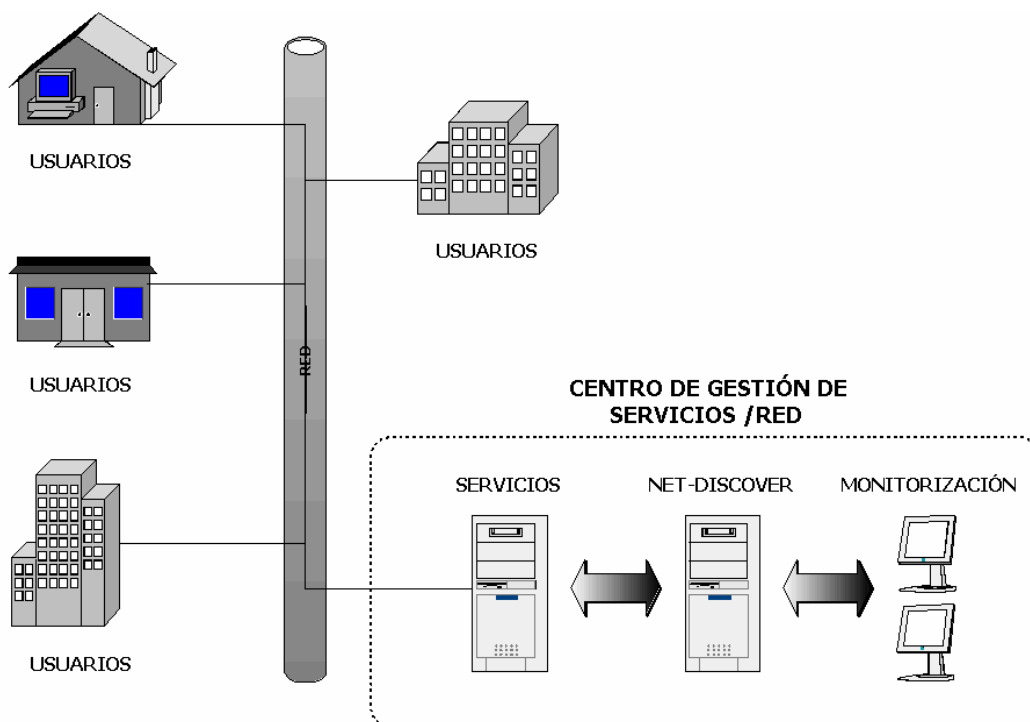 USUARIOS
USUARIOS
USUARIOS
RED
CENTRO DE GESTIÓN DE
SERVICIOS /RED
SERVICIOS
NET-DISCOVER
MONITORIZACIÓN
USUARIOS